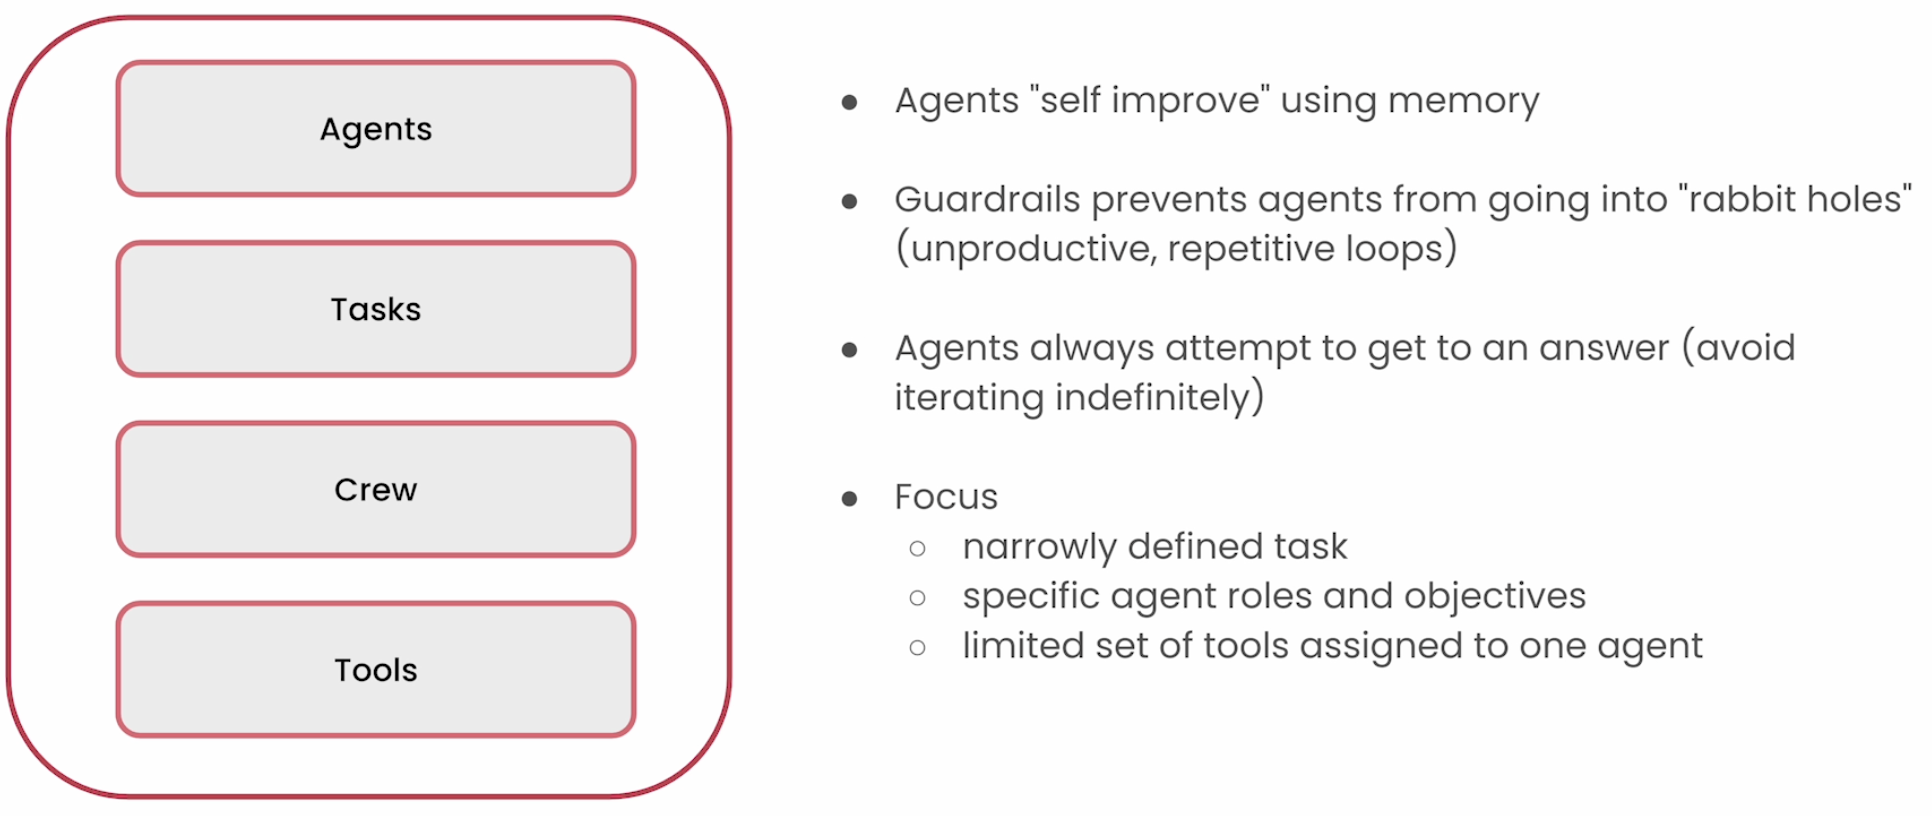 Agents
Tasks
Crew
Tools
● Agents "self improve" using memory
● Guardrails prevents agents from going into "rabbit holes"
(unproductive, repetitive loops)
● Agents always attempt to get to an answer (avoid
iterating indefinitely)
● Focus
○ narrowly defined task
○ specific agent roles and objectives
○ limited set of tools assigned to one agent